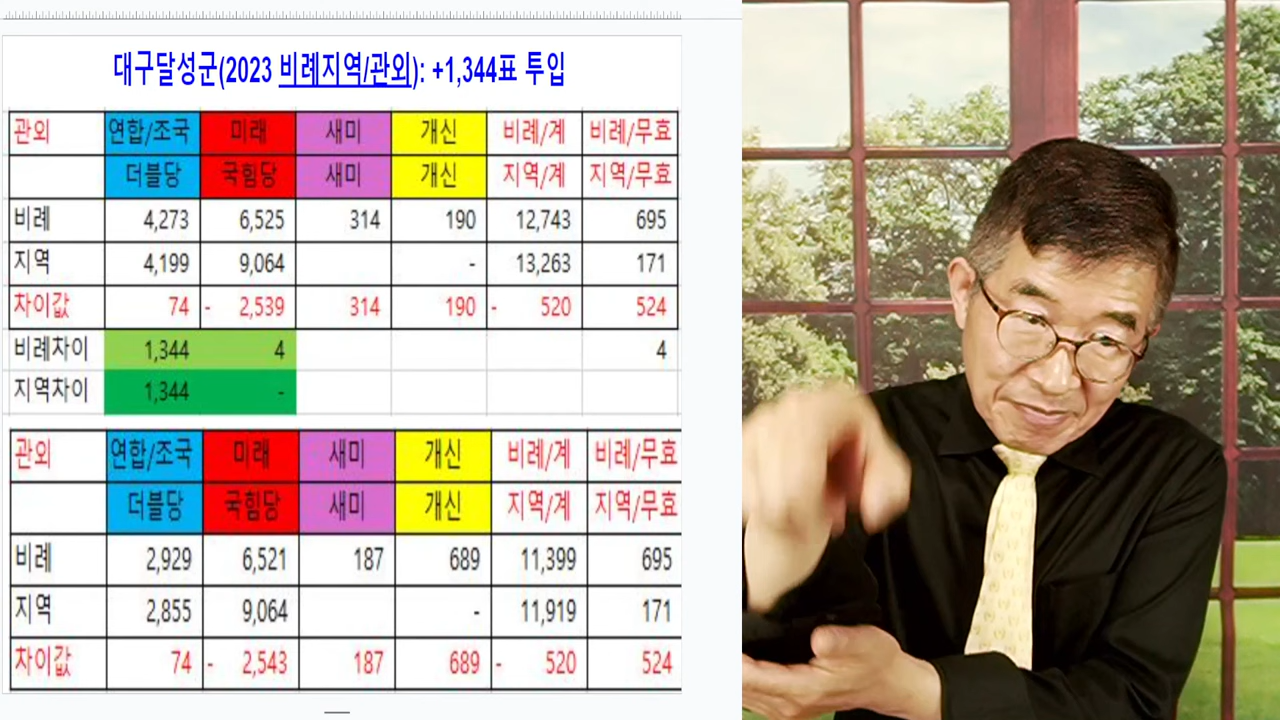 대구달성군(2023 비례지역/관외): +1,344표 투입
관외 연합/조국 미래 새미 개신 비례/계 비례/무효
더블당 국힘당 새미 개신 지역/계 지역/무효
비례 4,273 6,525 314 190 12,743 695
지역 4,199 9,064 - 13,263 171
차이값 74 - 2,539 314 190 - 520 524
비례차이 1,344 4 4
지역차이 1,344 -
관외 연합/조국 미래 새미 개신 비례/계 비례/무효
더블당 국힘당 새미 개신 지역/계 지역/무효
비례 2,929 6,521 187 689 11,399 695
지역 2,855 9,064 - 11,919 171
차이값 74 - 2,543 187 689 - 520 524